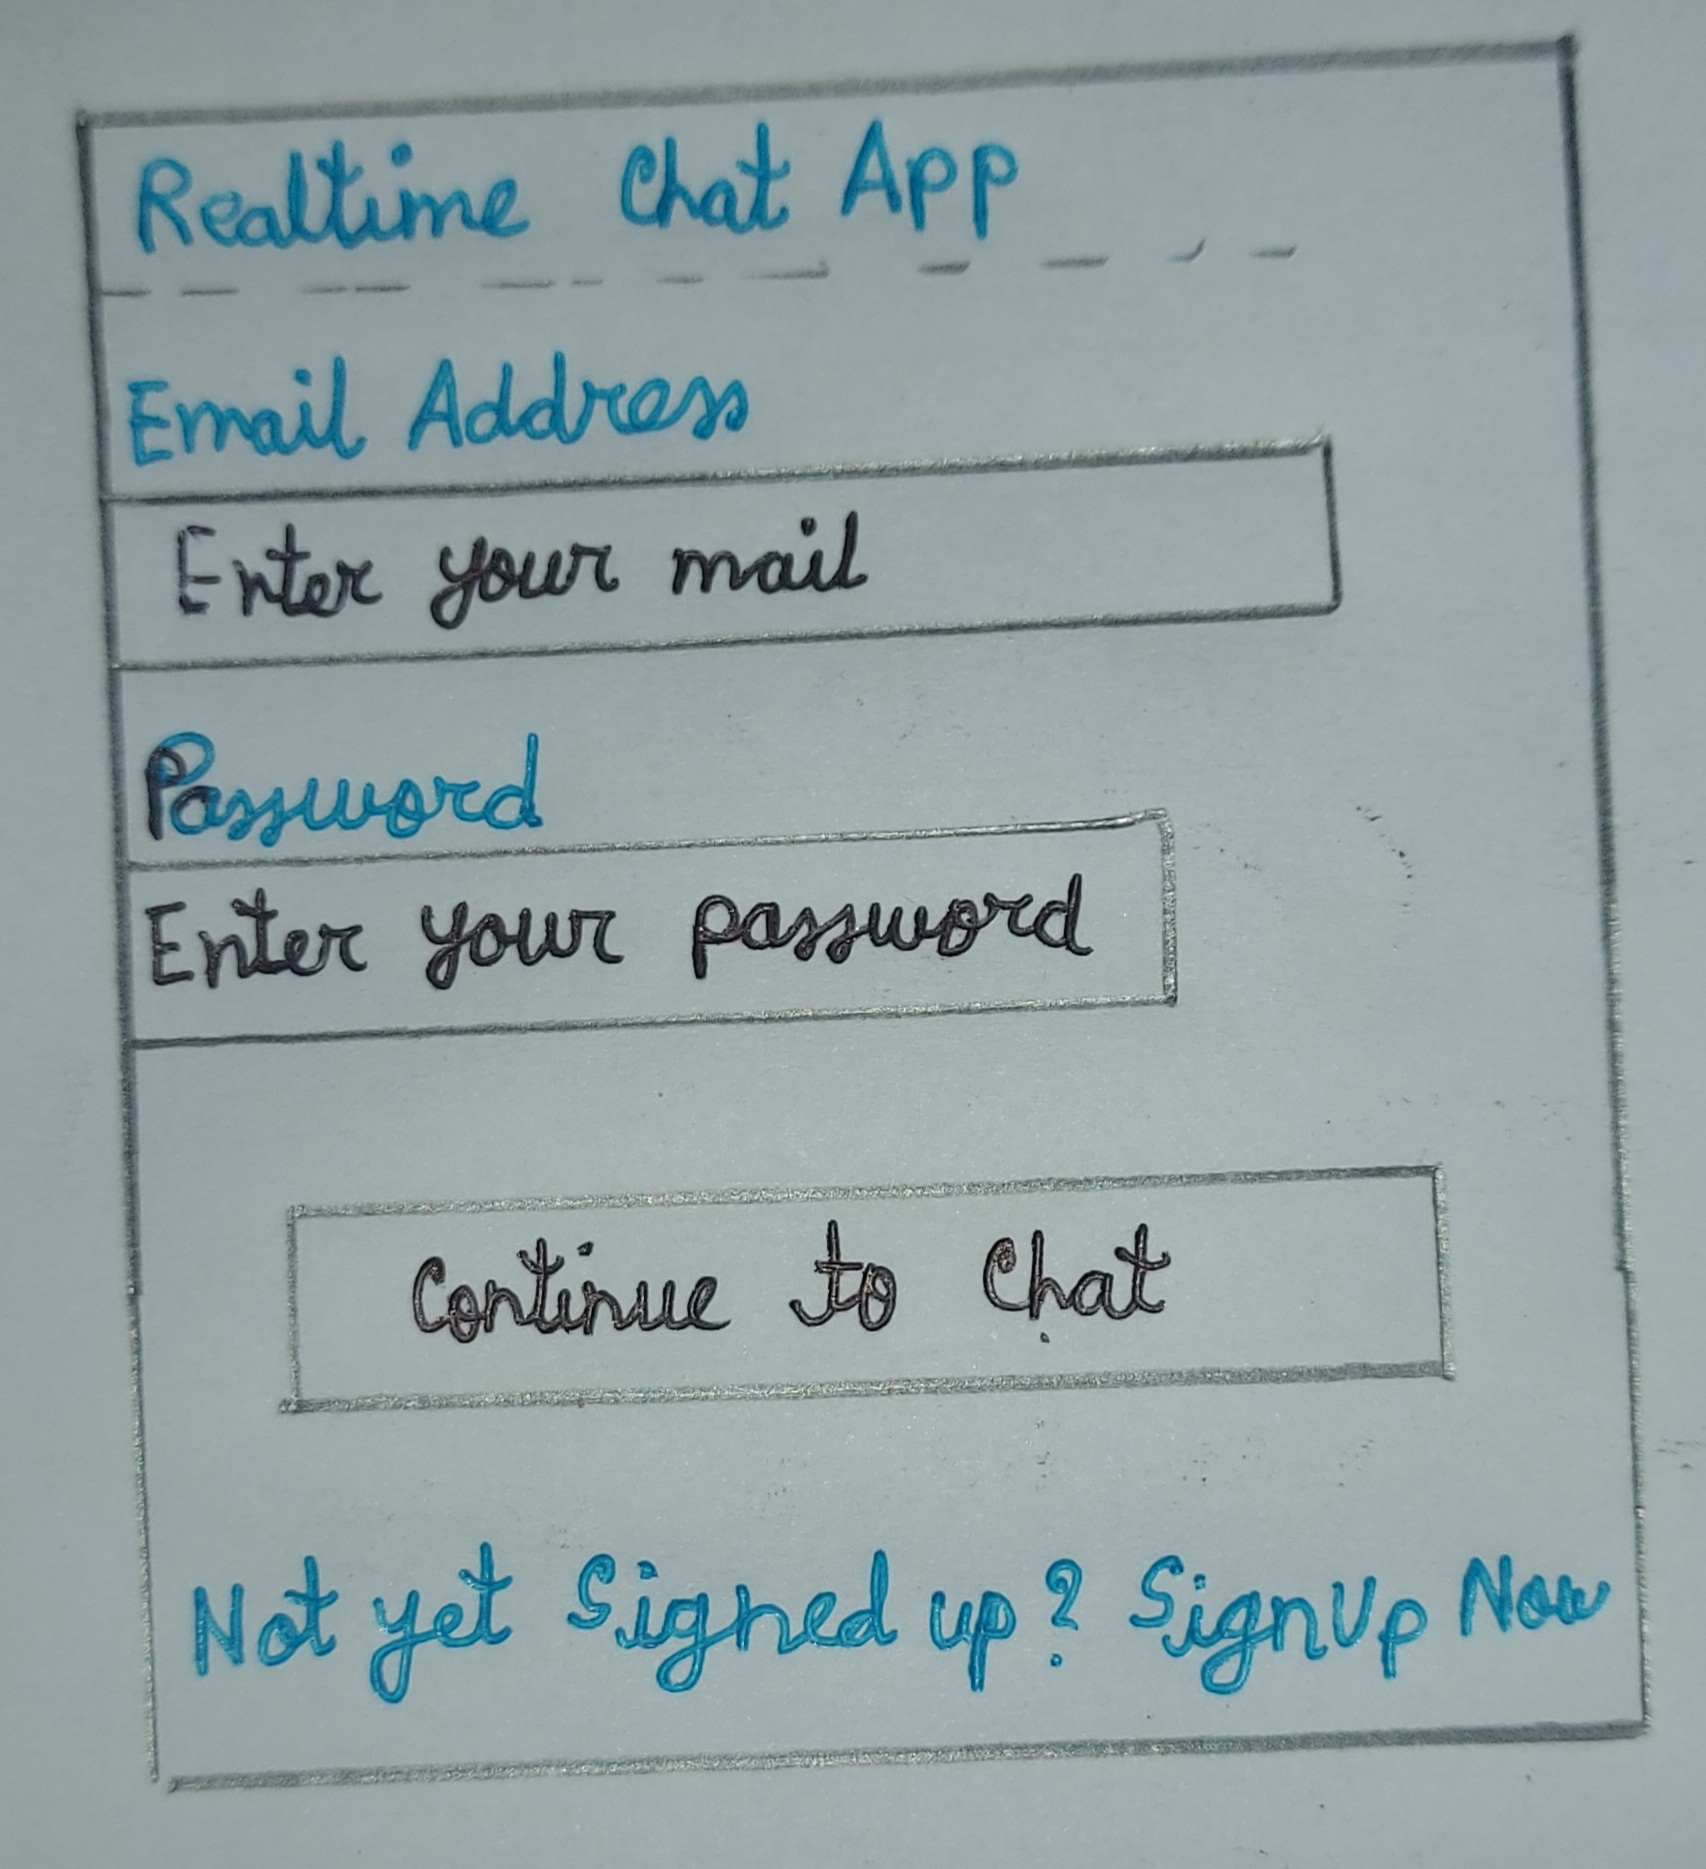 Realtime Chat App
Email Address
Enter your mail
Password
Enter your password
Continue to Chat
Not yet Signed up? SignUp Now